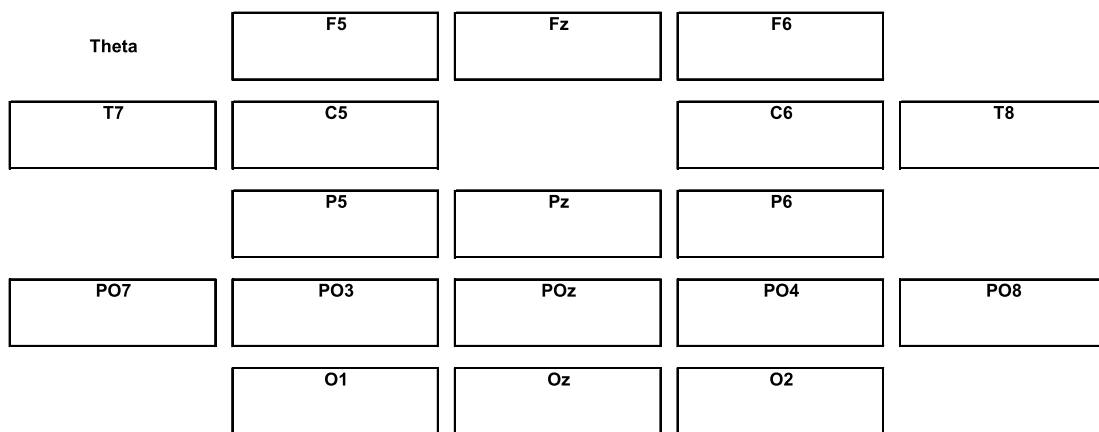 F5 Fz F6
Theta
T7 C5 C6 T8
P5 Pz P6
PO7 PO3 POz PO4 PO8
O1 Oz O2